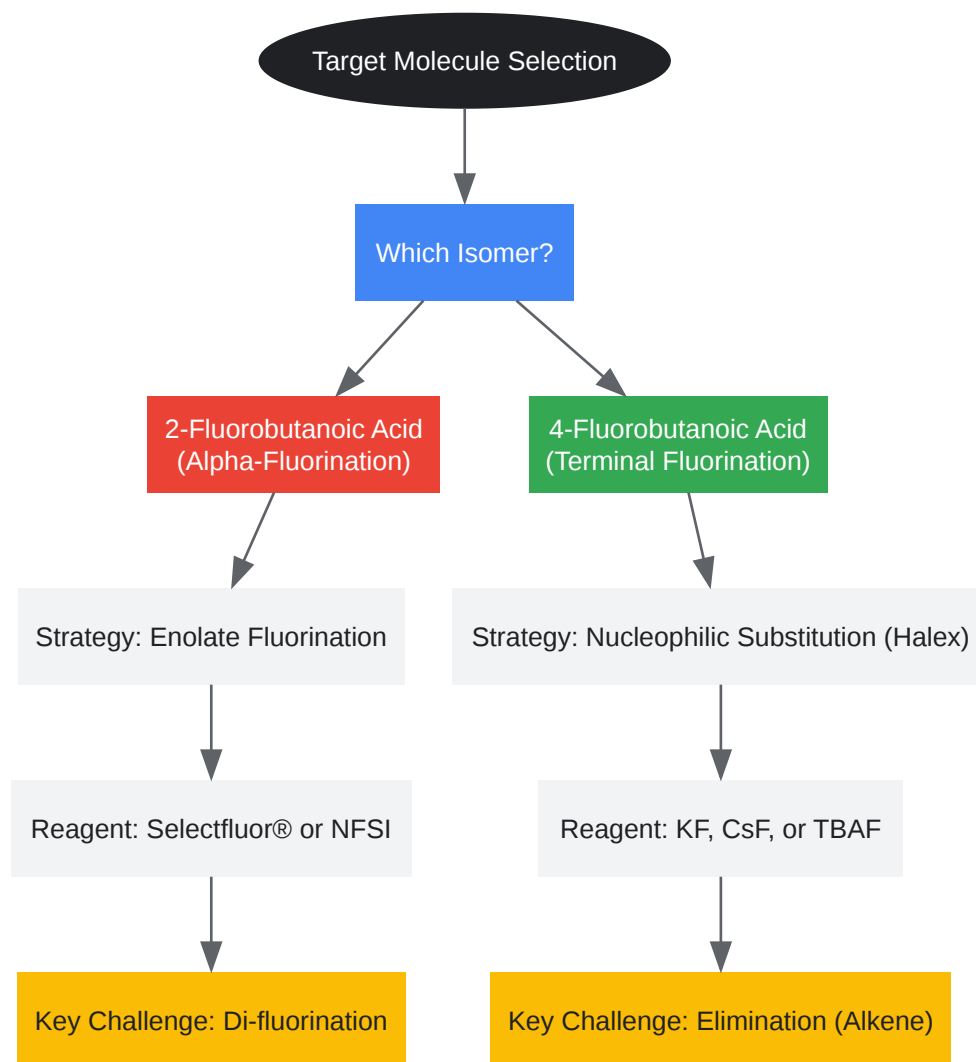 Target Molecule Selection
Which Isomer?
2-Fluorobutanoic Acid
(Alpha-Fluorination)
4-Fluorobutanoic Acid
(Terminal Fluorination)
Strategy: Enolate Fluorination
Strategy: Nucleophilic Substitution (Halex)
Reagent: Selectfluor® or NFSI
Reagent: KF, CsF, or TBAF
Key Challenge: Di-fluorination
Key Challenge: Elimination (Alkene)